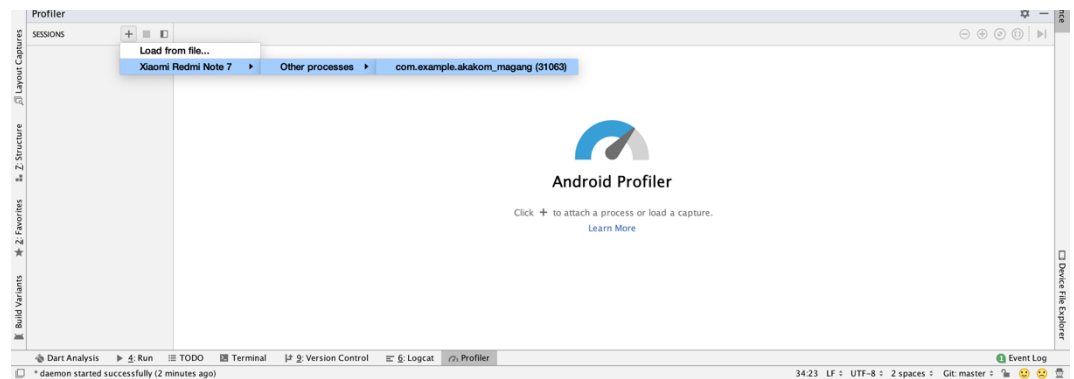 Profiler
SESSIONS
Load from file...
Xiaomi Redmi Note 7
Other processes
com.example.akakom_magang (31063)
Android Profiler
Click + to attach a process or load a capture.
Learn More
Layout Captures
Z: Structure
2: Favorites
Build Variants
nce
Device File Explorer
Dart Analysis
4: Run
TODO
Terminal
9: Version Control
6: Logcat
Profiler
1 Event Log
* daemon started successfully (2 minutes ago)
34:23 LF UTF-8 2 spaces Git: master